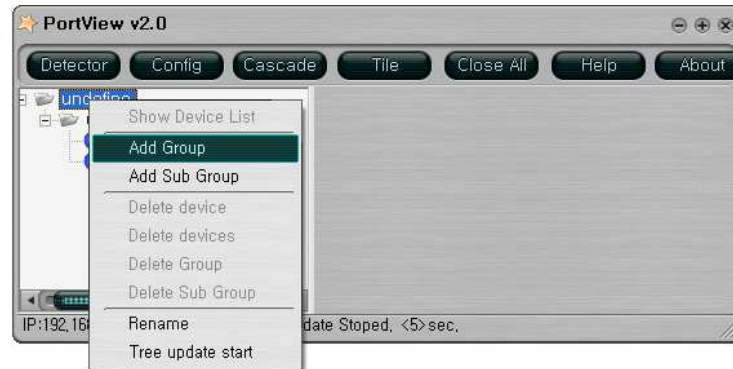 PortView v2.0
Detector Config Cascade Tile Close All Help About
undefine
Show Device List
Add Group
Add Sub Group
Delete device
Delete devices
Delete Group
Delete Sub Group
Rename
Tree update start
IP:192,16 date Stoped, <5>sec,